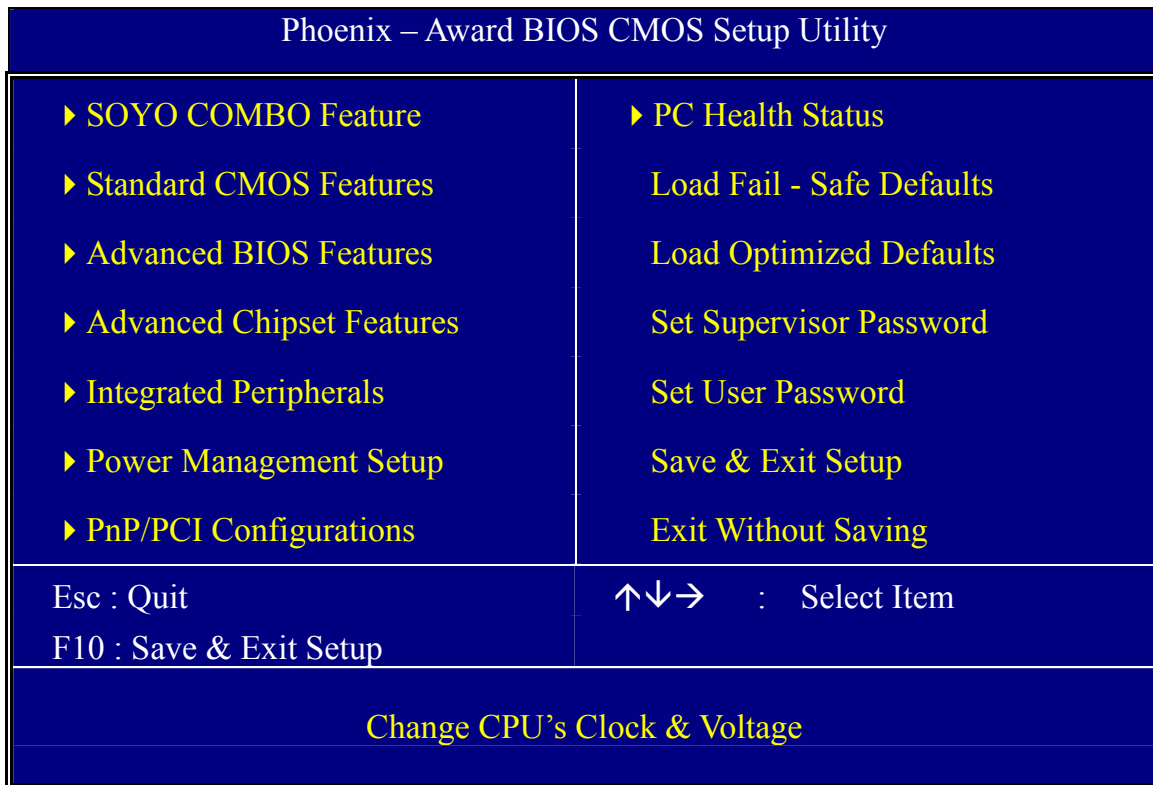 Phoenix – Award BIOS CMOS Setup Utility
SOYO COMBO Feature
Standard CMOS Features
Advanced BIOS Features
Advanced Chipset Features
Integrated Peripherals
Power Management Setup
PnP/PCI Configurations
PC Health Status
Load Fail - Safe Defaults
Load Optimized Defaults
Set Supervisor Password
Set User Password
Save & Exit Setup
Exit Without Saving
Esc : Quit
F10 : Save & Exit Setup
↑↓→ : Select Item
Change CPU’s Clock & Voltage